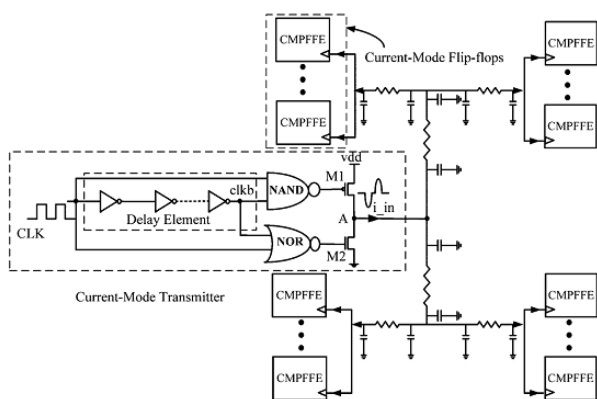 CMPFFE
CMPFFE
Current-Mode Flip-flops
CMPFFE
CMPFFE
vdd
M1
NAND
clkb
Delay Element
CLK
A
i_in
NOR
M2
Current-Mode Transmitter
CMPFFE
CMPFFE
CMPFFE
CMPFFE